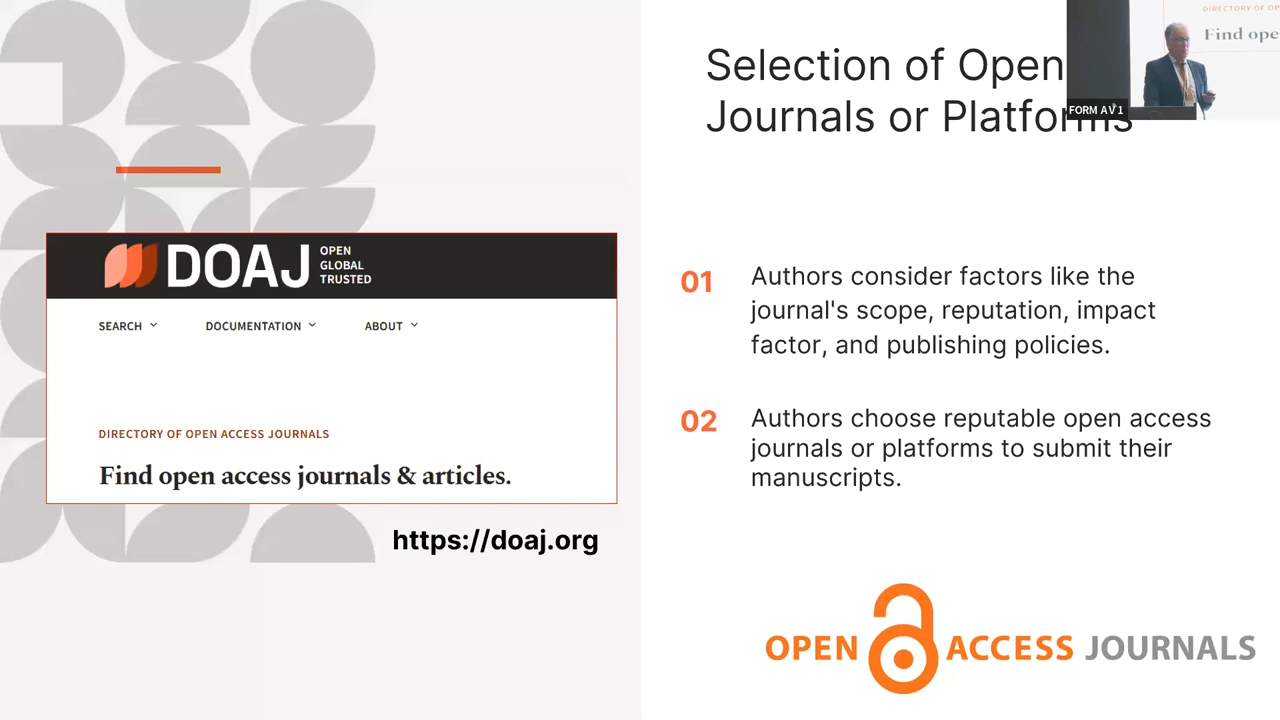 Selection of Open
Journals or Platforms
DIRECTORY OF OP
Find ope
FORM AV 1
DOAJ
OPEN
GLOBAL
TRUSTED
SEARCH
DOCUMENTATION
ABOUT
DIRECTORY OF OPEN ACCESS JOURNALS
Find open access journals & articles.
https://doaj.org
01
Authors consider factors like the
journal's scope, reputation, impact
factor, and publishing policies.
02
Authors choose reputable open access
journals or platforms to submit their
manuscripts.
OPEN ACCESS JOURNALS